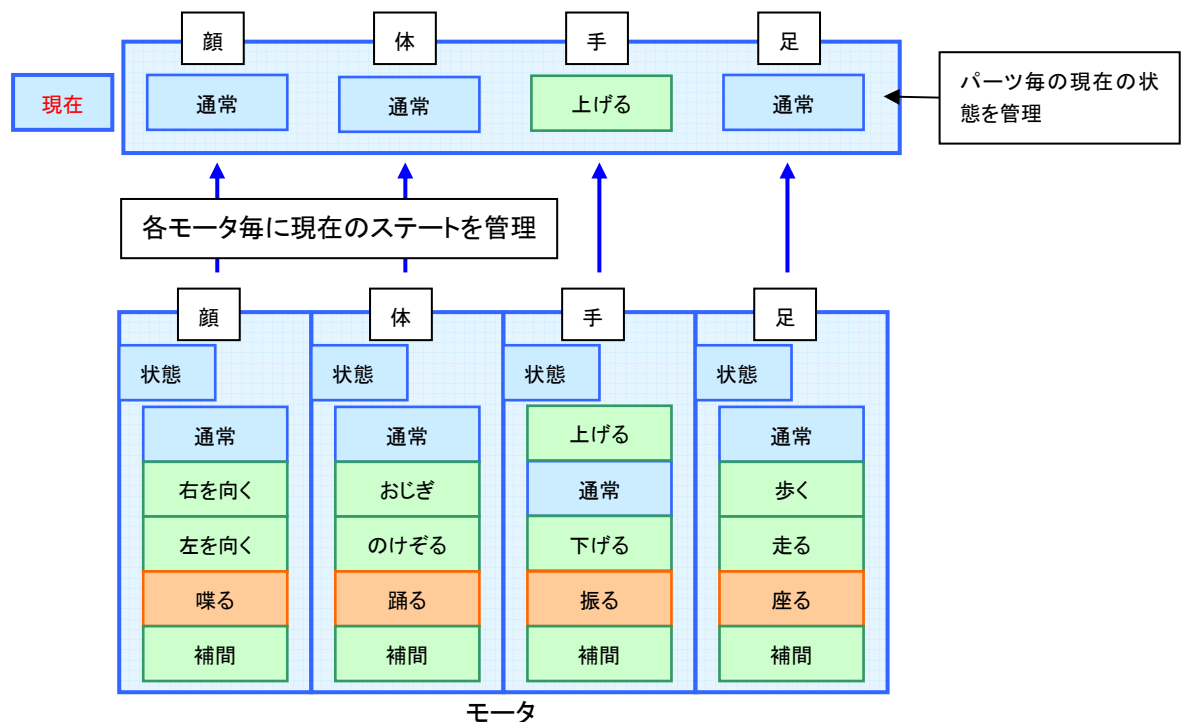 顔 体 手 足
現在 通常 通常 上げる 通常
パーツ毎の現在の状
態を管理
各モータ毎に現在のステートを管理
顔 体 手 足
状態 状態 状態 状態
通常 通常 上げる 通常
右を向く おじぎ 通常 歩く
左を向く のけぞる 下げる 走る
喋る 踊る 振る 座る
補間 補間 補間 補間
モータ